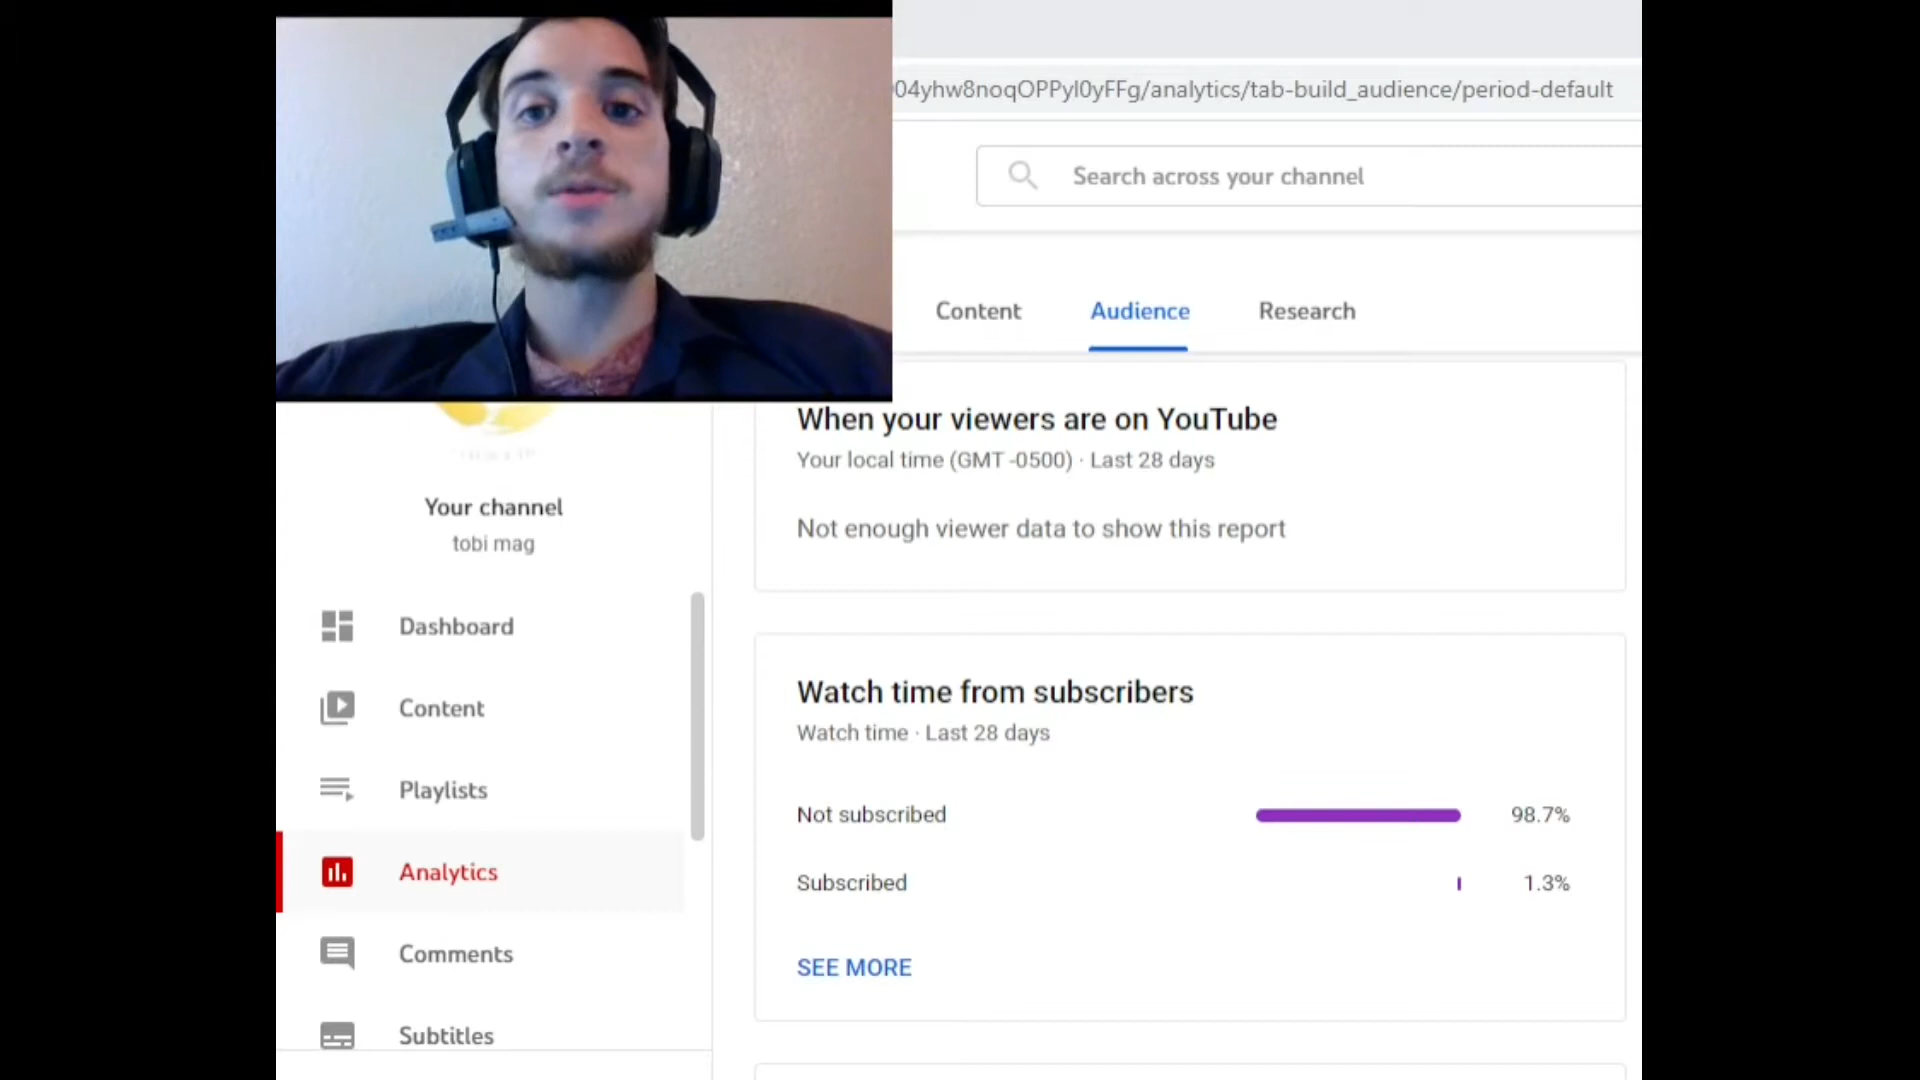 04yhw8noqOPPyl0yFFg/analytics/tab-build_audience/period-default
Search across your channel
Content
Audience
Research
When your viewers are on YouTube
Your local time (GMT -0500) · Last 28 days
Not enough viewer data to show this report
Your channel
tobi mag
Dashboard
Content
Playlists
Analytics
Comments
Subtitles
Watch time from subscribers
Watch time · Last 28 days
Not subscribed 98.7%
Subscribed 1.3%
SEE MORE